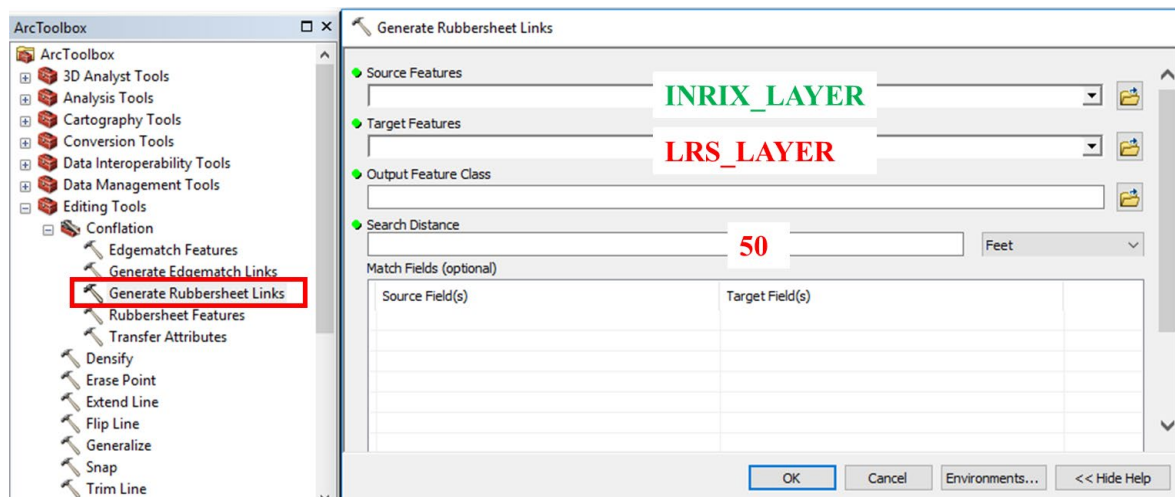 ArcToolbox
ArcToolbox
3D Analyst Tools
Analysis Tools
Cartography Tools
Conversion Tools
Data Interoperability Tools
Data Management Tools
Editing Tools
Conflation
Edgematch Features
Generate Edgematch Links
Generate Rubbersheet Links
Rubbersheet Features
Transfer Attributes
Densify
Erase Point
Extend Line
Flip Line
Generalize
Snap
Trim Line
Generate Rubbersheet Links
Source Features
INRIX_LAYER
Target Features
LRS_LAYER
Output Feature Class
Search Distance
50 Feet
Match Fields (optional)
Source Field(s) Target Field(s)
OK Cancel Environments... << Hide Help